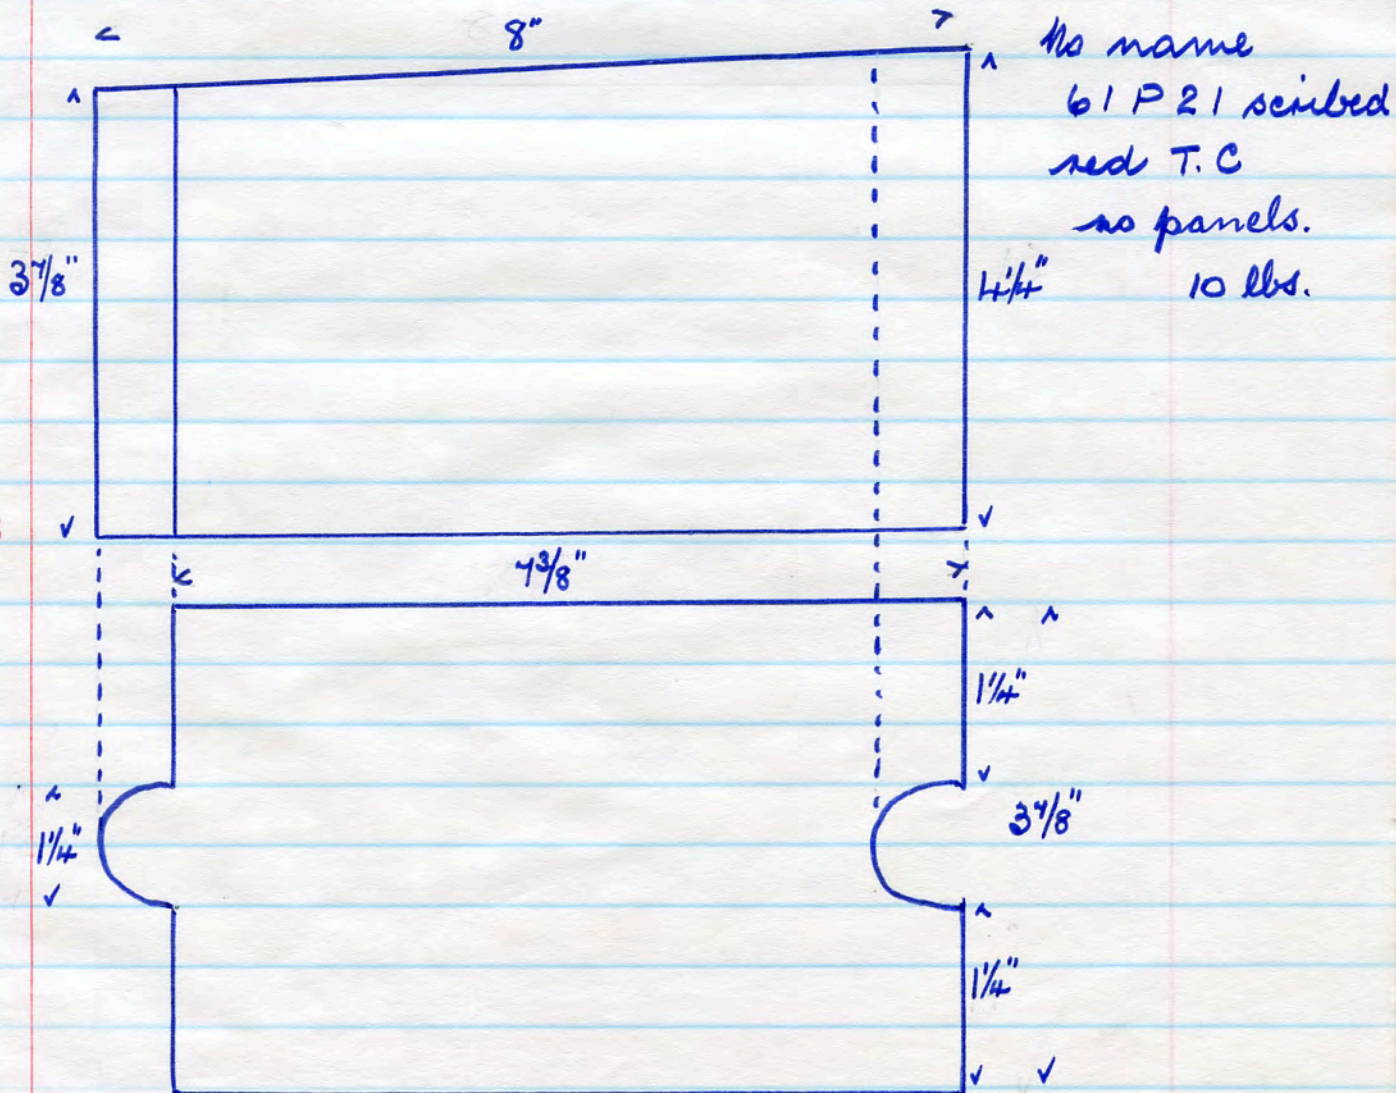 8"
No name
61 P 21 scribed
red T.C
no panels.
10 lbs.
3 7/8"
4 1/4"
7 3/8"
1 1/4"
1 1/4"
3 7/8"
1 1/4"